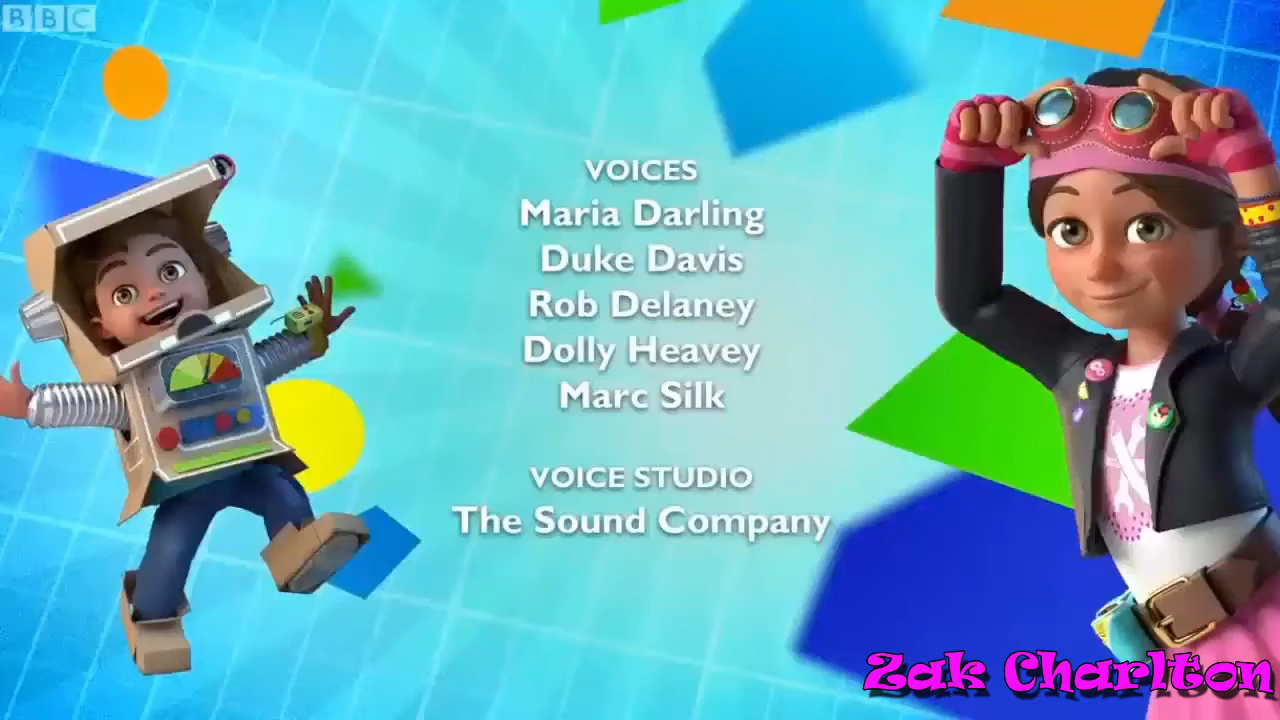 BBC
VOICES
Maria Darling
Duke Davis
Rob Delaney
Dolly Heavey
Marc Silk
VOICE STUDIO
The Sound Company
Zak Charlton